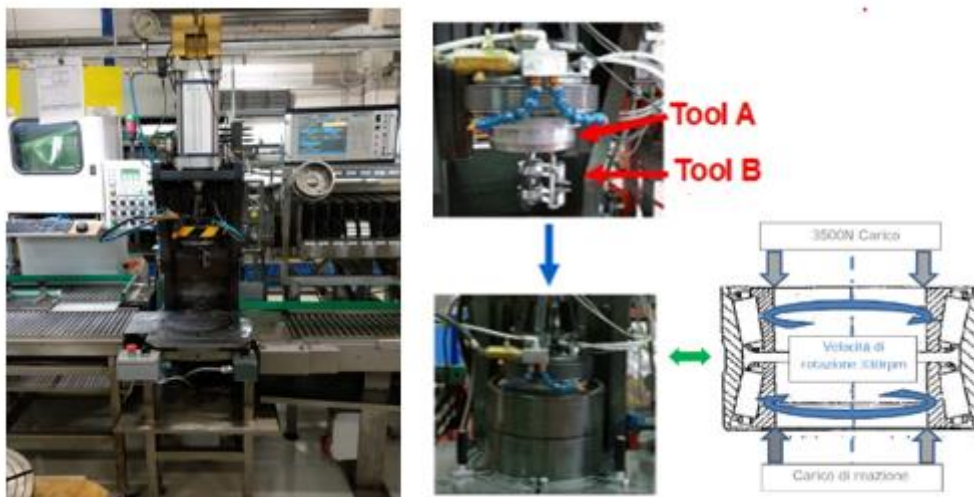 Tool A
Tool B
3500N Carico
Velocità di
rotazione 330rpm
Carico di reazione